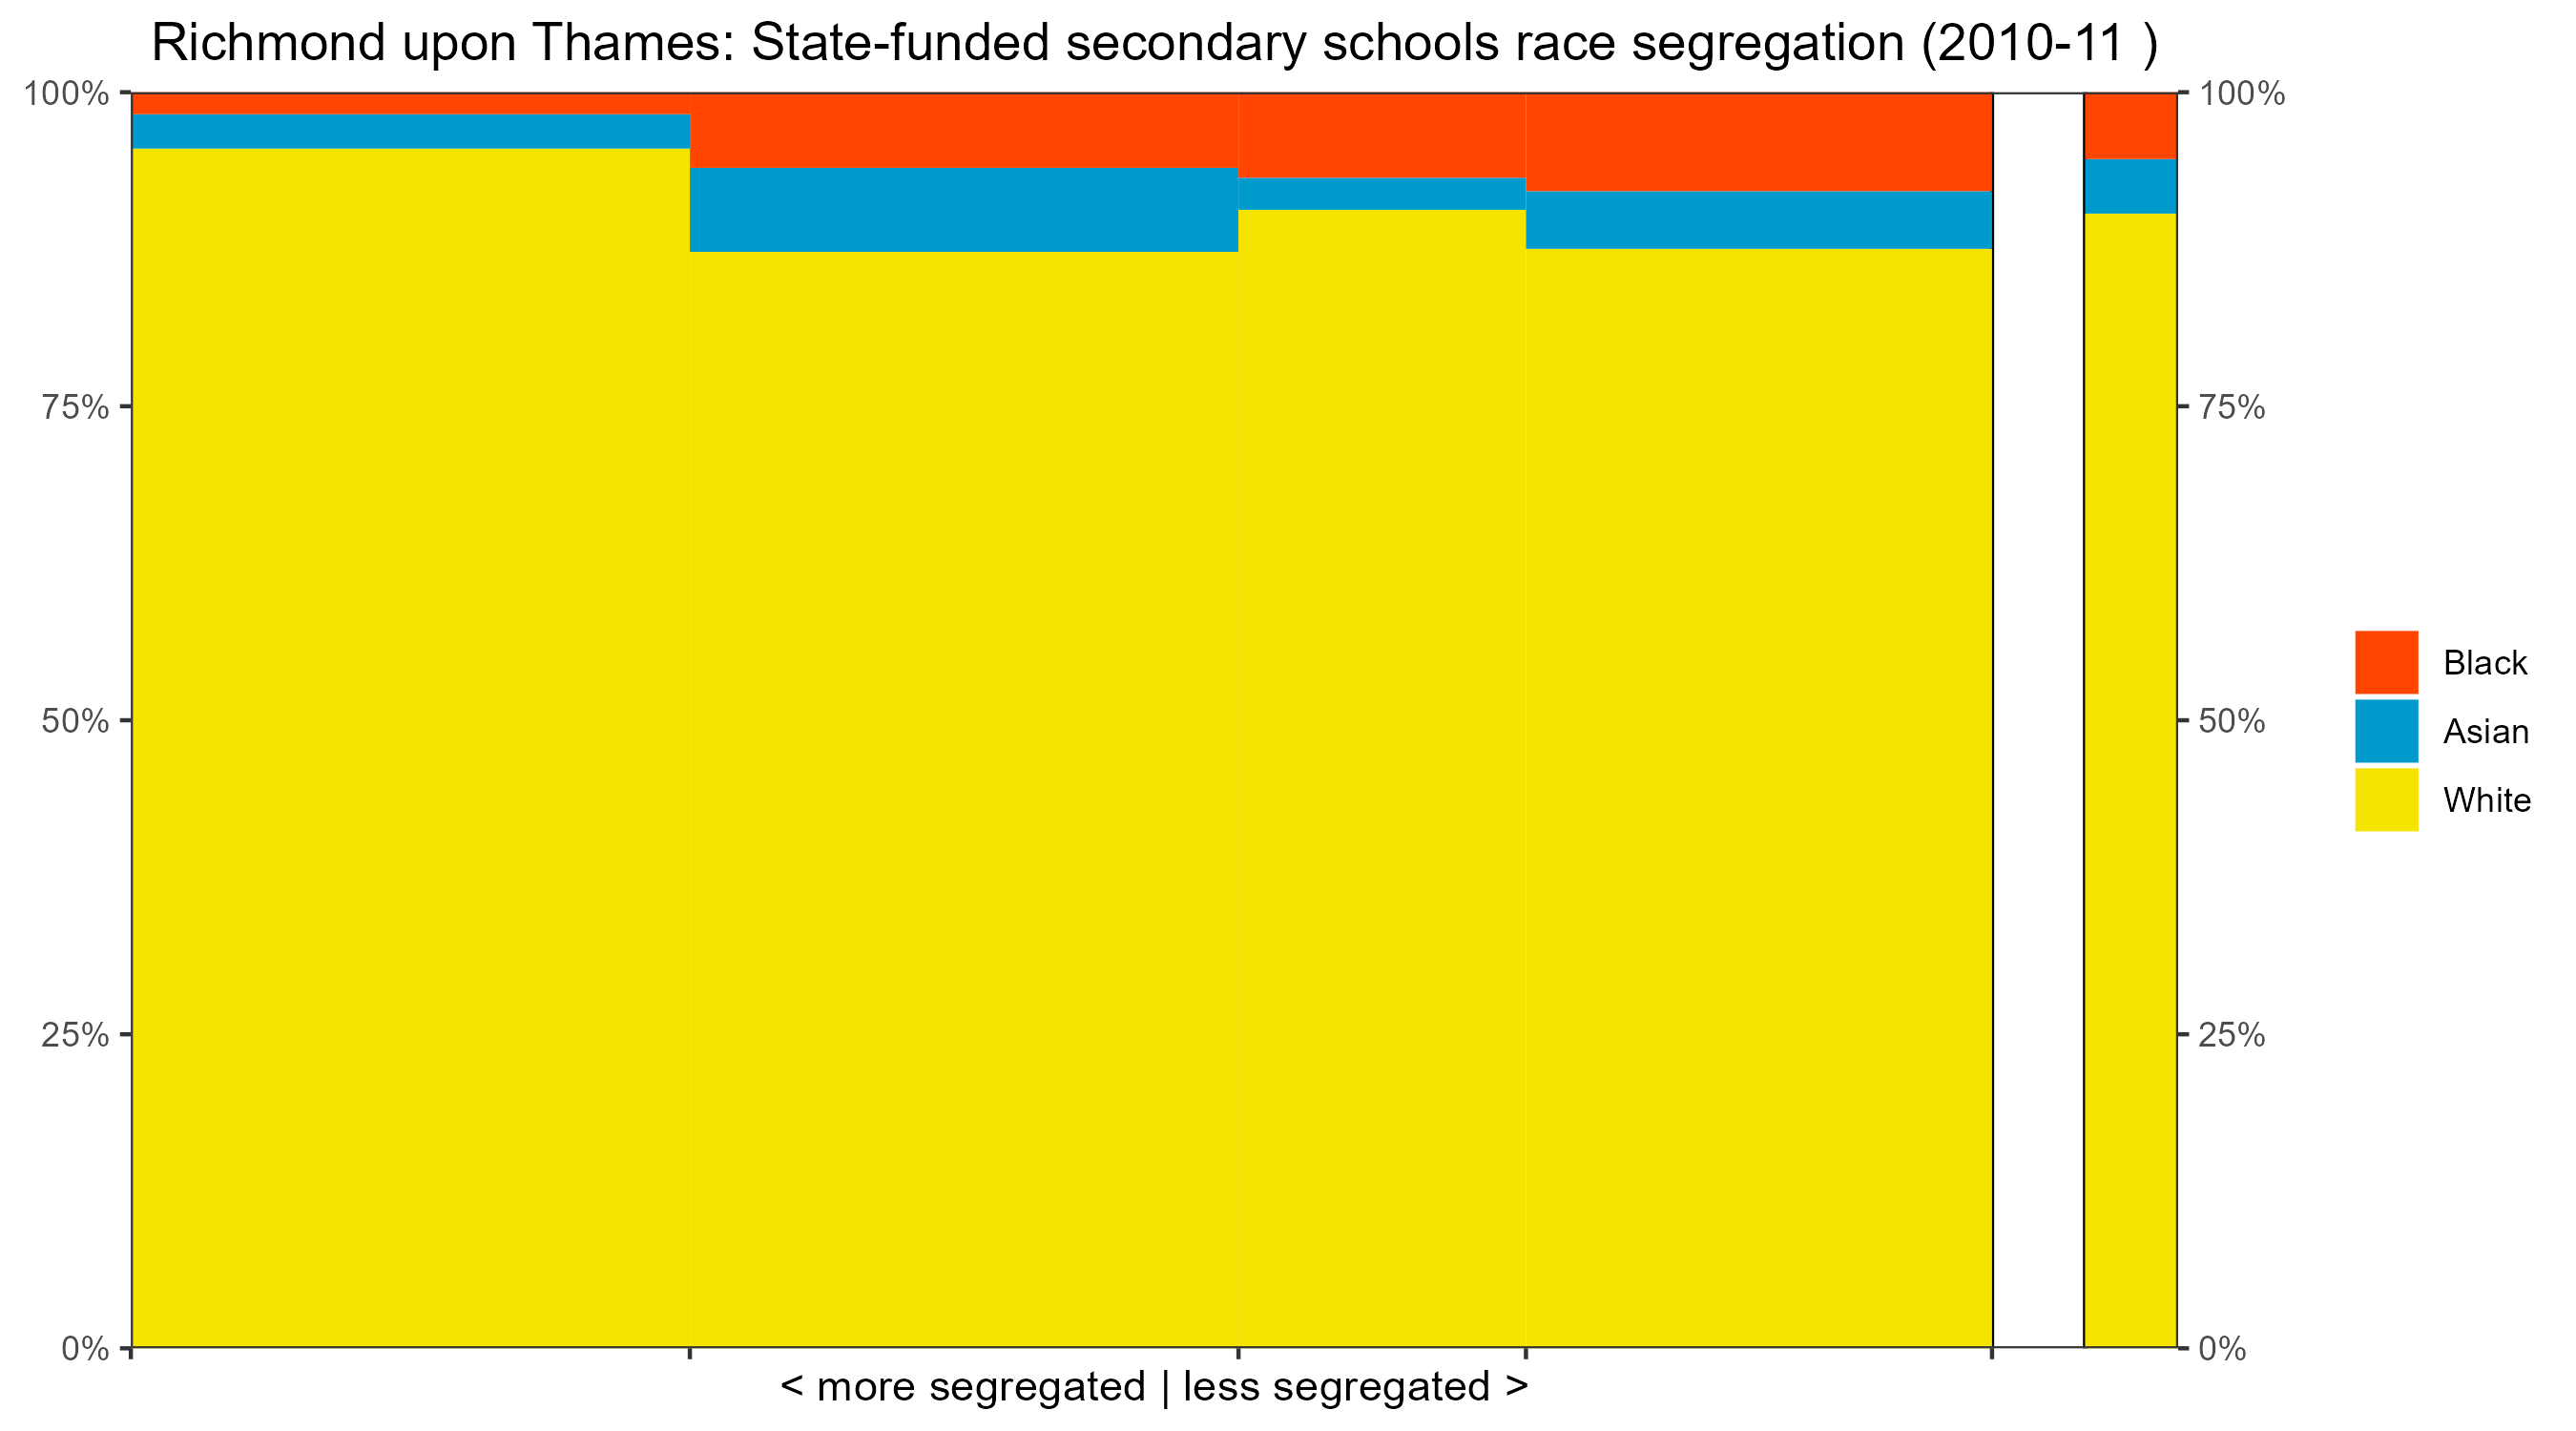 Richmond upon Thames: State-funded secondary schools race segregation (2010-11 )
100%
100%
75%
75%
50%
50%
25%
25%
0%
0%
Black
Asian
White
< more segregated | less segregated >